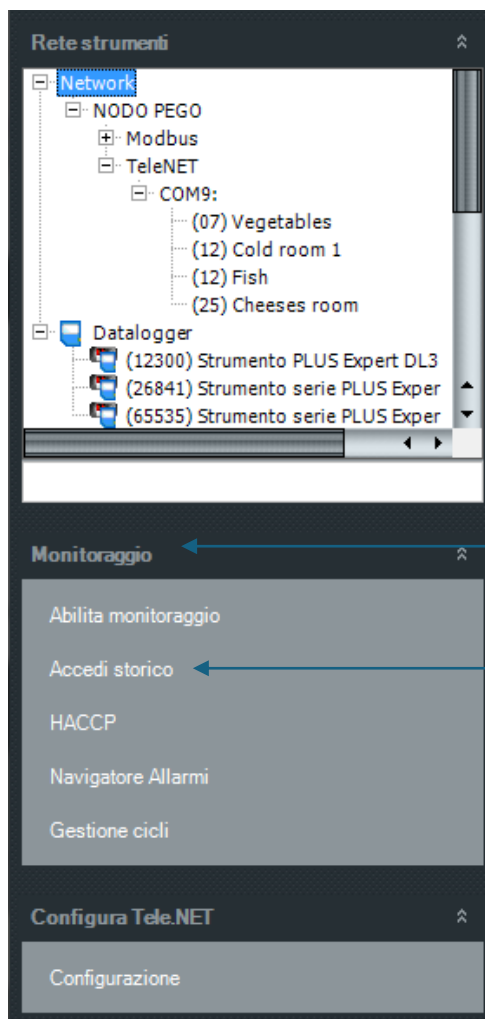 Rete strumenti
Network
NODO PEGO
Modbus
TeleNET
COM9:
(07) Vegetables
(12) Cold room 1
(12) Fish
(25) Cheeses room
Datalogger
(12300) Strumento PLUS Expert DL3
(26841) Strumento serie PLUS Exper
(65535) Strumento serie PLUS Exper
Monitoraggio
Abilita monitoraggio
Accedi storico
HACCP
Navigatore Allarmi
Gestione cicli
Configura Tele.NET
Configurazione